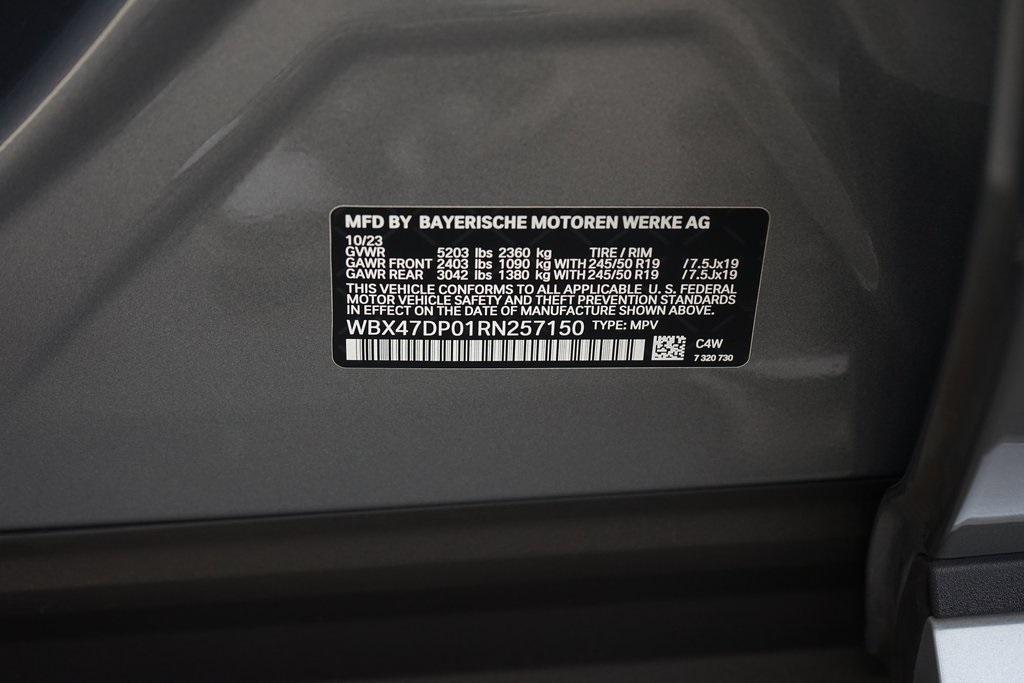 MFD BY BAYERISCHE MOTOREN WERKE AG
10/23
GVWR 5203 lbs 2360 kg TIRE / RIM
GAWR FRONT 2403 lbs 1090 kg WITH 245/50 R19 /7.5Jx19
GAWR REAR 3042 lbs 1380 kg WITH 245/50 R19 /7.5Jx19
THIS VEHICLE CONFORMS TO ALL APPLICABLE U. S. FEDERAL
MOTOR VEHICLE SAFETY AND THEFT PREVENTION STANDARDS
IN EFFECT ON THE DATE OF MANUFACTURE SHOWN ABOVE.
WBX47DP01RN257150 TYPE: MPV
C4W
7 320 730